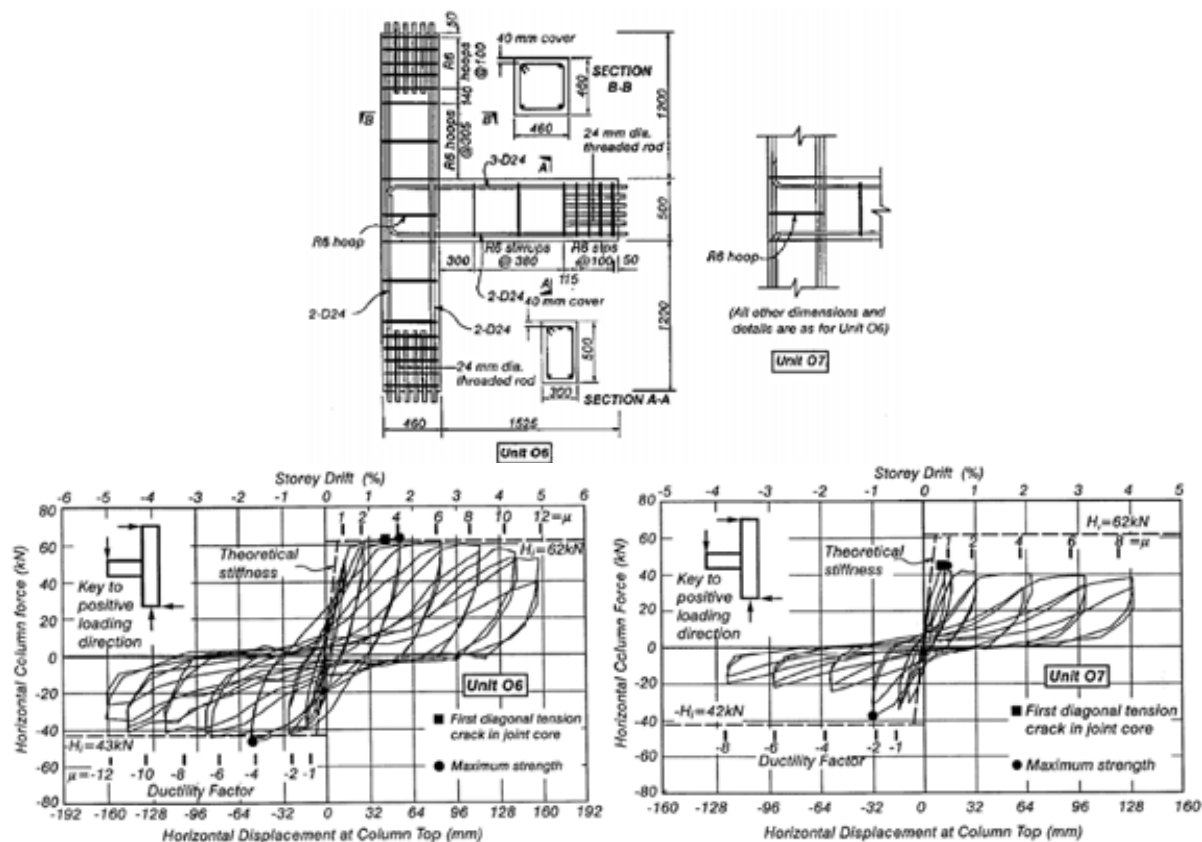 50
R6
140 hoops
@100
R6 hoops
@305
40 mm cover
SECTION
B-B
460
460
B
B
24 mm dia.
threaded rod
3-D24
A
1200
500
1200
R6 hoop
R6 stirrups
@ 380
R6
@100
50
300
115
A
2-D24
40 mm cover
2-D24
2-D24
500
300
24 mm dia.
threaded rod
SECTION A-A
460
1525
Unit O6
R6 hoop
(All other dimensions and
details are as for Unit O6)
Unit O7
Storey Drift (%)
-6 -5 -4 -3 -2 -1 0 1 2 3 4 5 6
80
60
40
20
0
-20
-40
-60
-80
Horizontal Column force (kN)
1 2 4 6 8 10 12=μ
Hi=62kN
Theoretical
stiffness
Key to
positive
loading
direction
Unit O6
First diagonal tension
crack in joint core
Maximum strength
-Hi=43kN
μ=-12 -10 -8 -6 -4 -2 -1
Ductility Factor
-192 -160 -128 -96 -64 -32 0 32 64 96 128 160 192
Horizontal Displacement at Column Top (mm)
Storey Drift (%)
-5 -4 -3 -2 -1 0 1 2 3 4 5
80
60
40
20
0
-20
-40
-60
-80
Horizontal Column Force (kN)
Hi=62kN
Theoretical
stiffness
1 2 4 6 8 =μ
Key to
positive
loading
direction
Unit O7
First diagonal tension
crack in joint core
Maximum strength
-Hi=42kN
-8 -6 -4 -2 -1
Ductility Factor
-160 -128 -96 -64 -32 0 32 64 96 128 160
Horizontal Displacement at Column Top (mm)